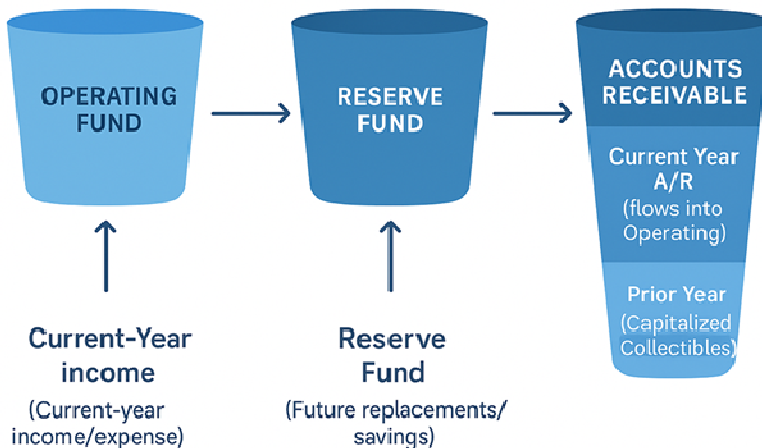 OPERATING
FUND
RESERVE
FUND
ACCOUNTS
RECEIVABLE
Current Year
A/R
(flows into
Operating)
Prior Year
(Capitalized
Collectibles)
Current-Year
income
(Current-year
income/expense)
Reserve
Fund
(Future replacements/
savings)